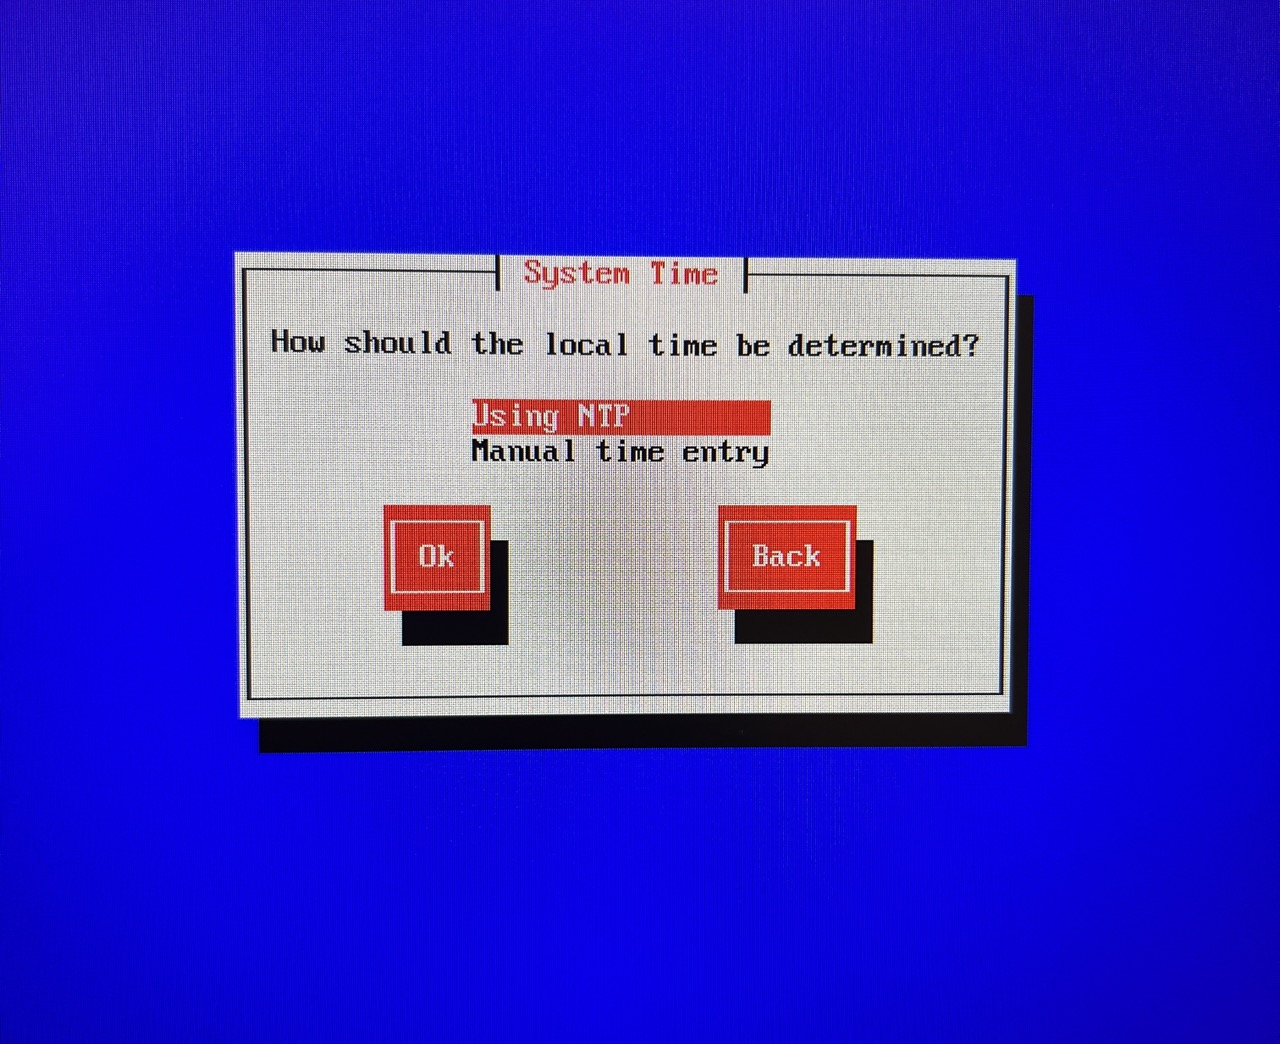 System Time
How should the local time be determined?
Using NTP
Manual time entry
Ok
Back